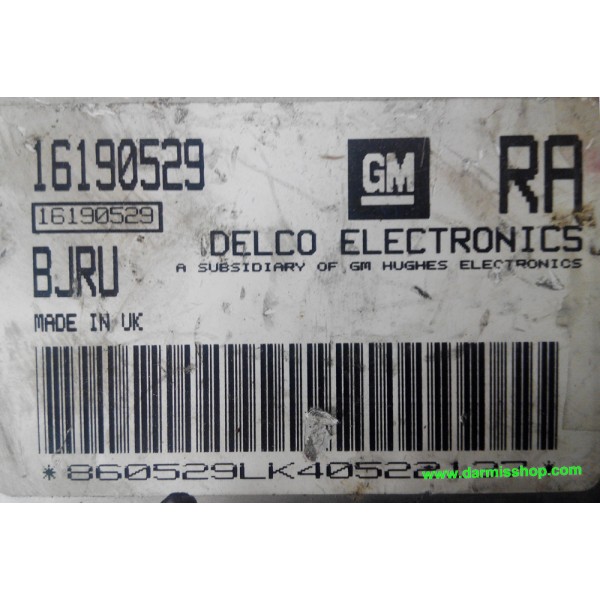 16190529
16190529
BJRU
MADE IN UK
GM
RA
DELCO ELECTRONICS
A SUBSIDIARY OF GM HUGHES ELECTRONICS
www.darmisshop.com